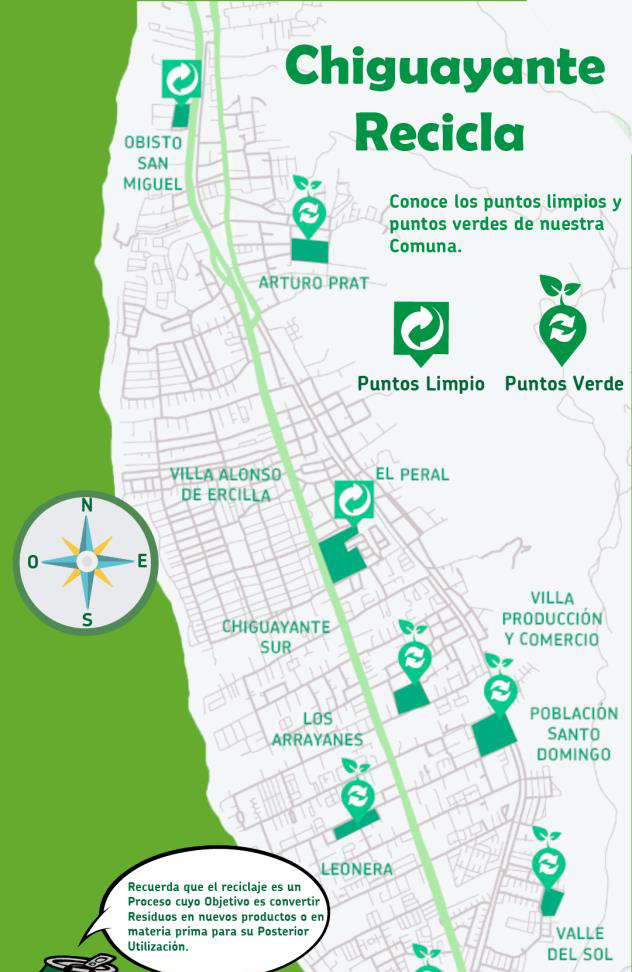 Chiguayante
Recicla
OBISTO
SAN
MIGUEL
Conoce los puntos limpios y
puntos verdes de nuestra
Comuna.
ARTURO PRAT
Puntos Limpio
Puntos Verde
VILLA ALONSO
DE ERCILLA
EL PERAL
N
O
E
S
VILLA
PRODUCCIÓN
Y COMERCIO
CHIGUAYANTE
SUR
POBLACIÓN
SANTO
DOMINGO
LOS
ARRAYANES
LEONERA
Recuerda que el reciclaje es un
Proceso cuyo Objetivo es convertir
Residuos en nuevos productos o en
materia prima para su Posterior
Utilización.
VALLE
DEL SOL